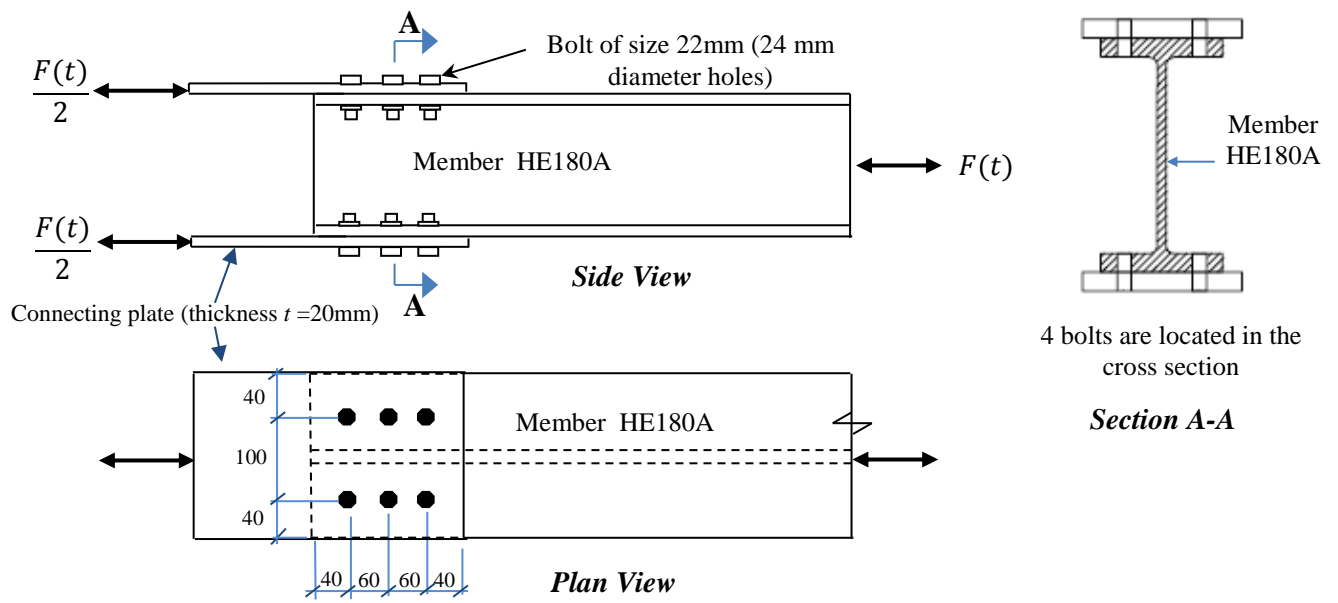 A
Bolt of size 22mm (24 mm
diameter holes)
F(t)
2
Member HE180A
F(t)
F(t)
2
A
Side View
Connecting plate (thickness t =20mm)
Member
HE180A
4 bolts are located in the
cross section
Section A-A
40
100
40
Member HE180A
40 60 60 40
Plan View